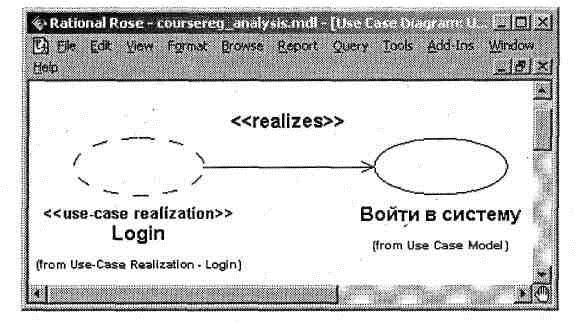 Rational Rose - coursereg_analysis.mdl - [Use Case Diagram: U...
File Edit View Format Browse Report Query Tools Add-Ins Window
Help
<<realizes>>
<<use-case realization>>
Login
(from Use-Case Realization - Login)
Войти в систему
(from Use Case Model)